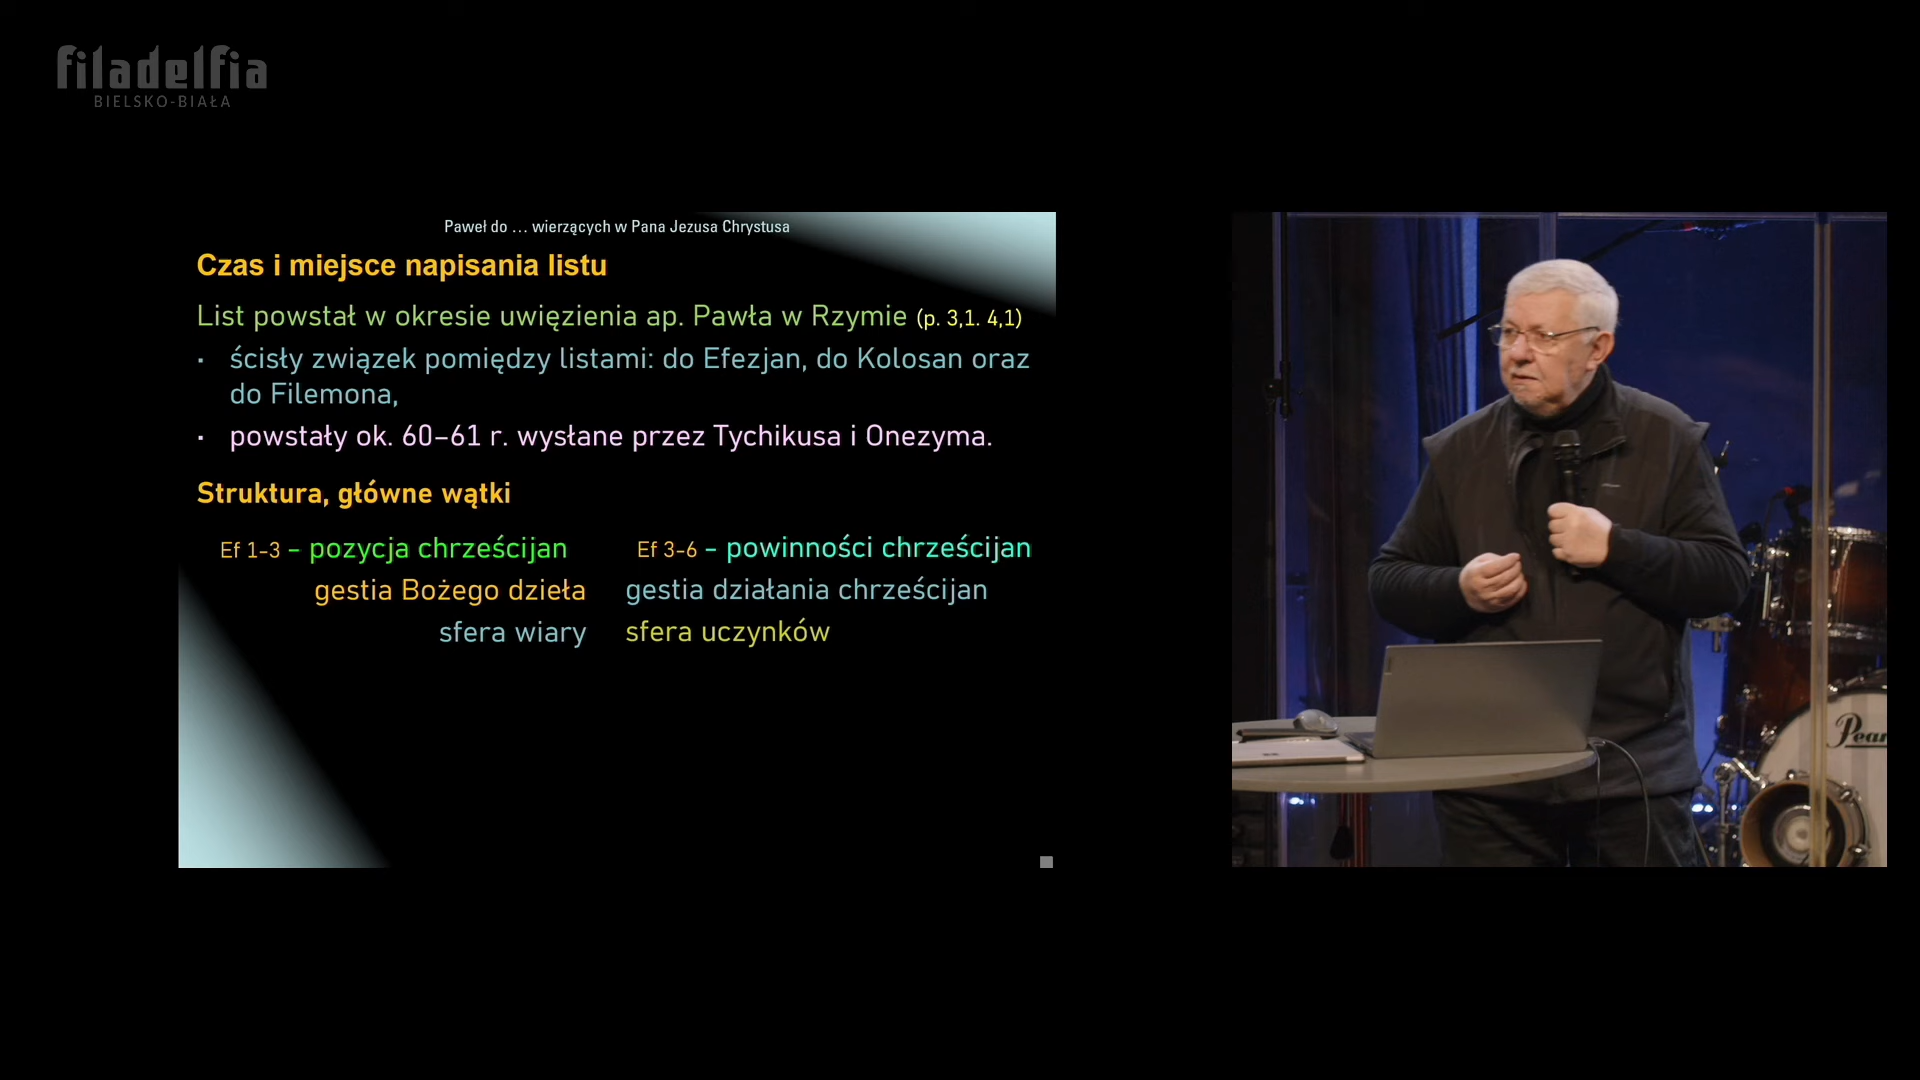 filadelfia
BIELSKO-BIAŁA
Paweł do ... wierzących w Pana Jezusa Chrystusa
Czas i miejsce napisania listu
List powstał w okresie uwięzienia ap. Pawła w Rzymie (p. 3,1. 4,1)
· ścisły związek pomiędzy listami: do Efezjan, do Kolosan oraz
do Filemona,
· powstały ok. 60–61 r. wysłane przez Tychikusa i Onezyma.
Struktura, główne wątki
Ef 1-3 – pozycja chrześcijan
gestia Bożego dzieła
sfera wiary
Ef 3-6 – powinności chrześcijan
gestia działania chrześcijan
sfera uczynków